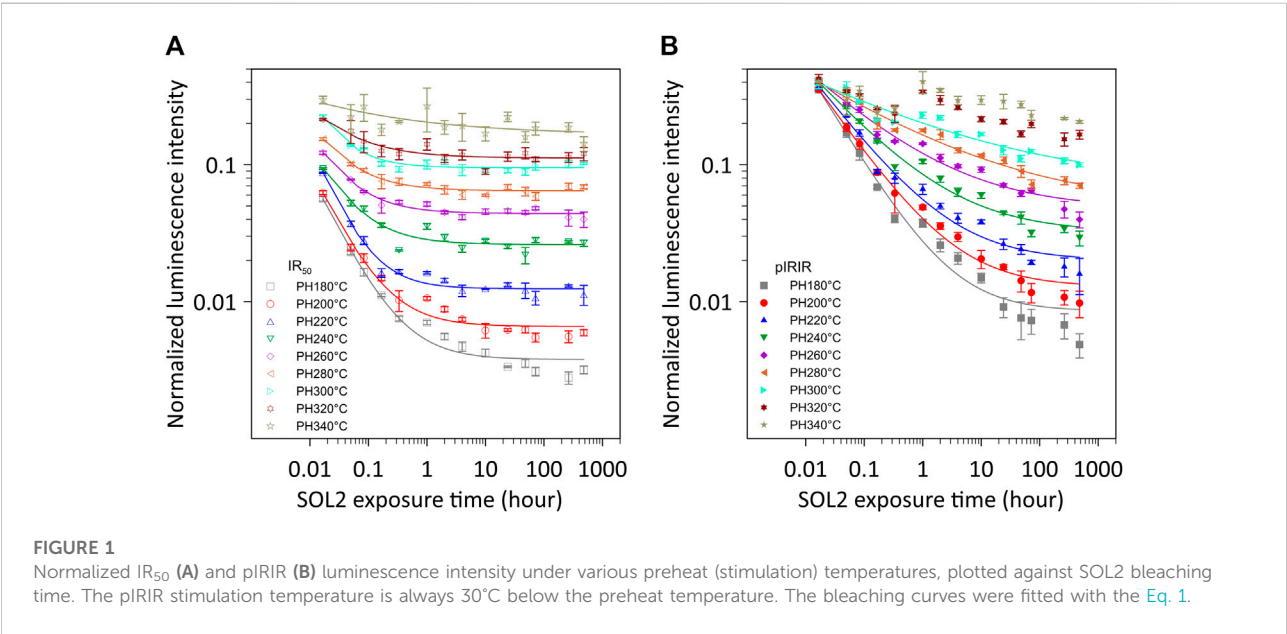 A
Normalized luminescence intensity
0.1
0.01
IR₅₀
PH180°C
PH200°C
PH220°C
PH240°C
PH260°C
PH280°C
PH300°C
PH320°C
PH340°C
0.01 0.1 1 10 100 1000
SOL2 exposure time (hour)
B
Normalized luminescence intensity
0.1
0.01
pIRIR
PH180°C
PH200°C
PH220°C
PH240°C
PH260°C
PH280°C
PH300°C
PH320°C
PH340°C
0.01 0.1 1 10 100 1000
SOL2 exposure time (hour)
FIGURE 1
Normalized IR₅₀ (A) and pIRIR (B) luminescence intensity under various preheat (stimulation) temperatures, plotted against SOL2 bleaching
time. The pIRIR stimulation temperature is always 30°C below the preheat temperature. The bleaching curves were fitted with the Eq. 1.